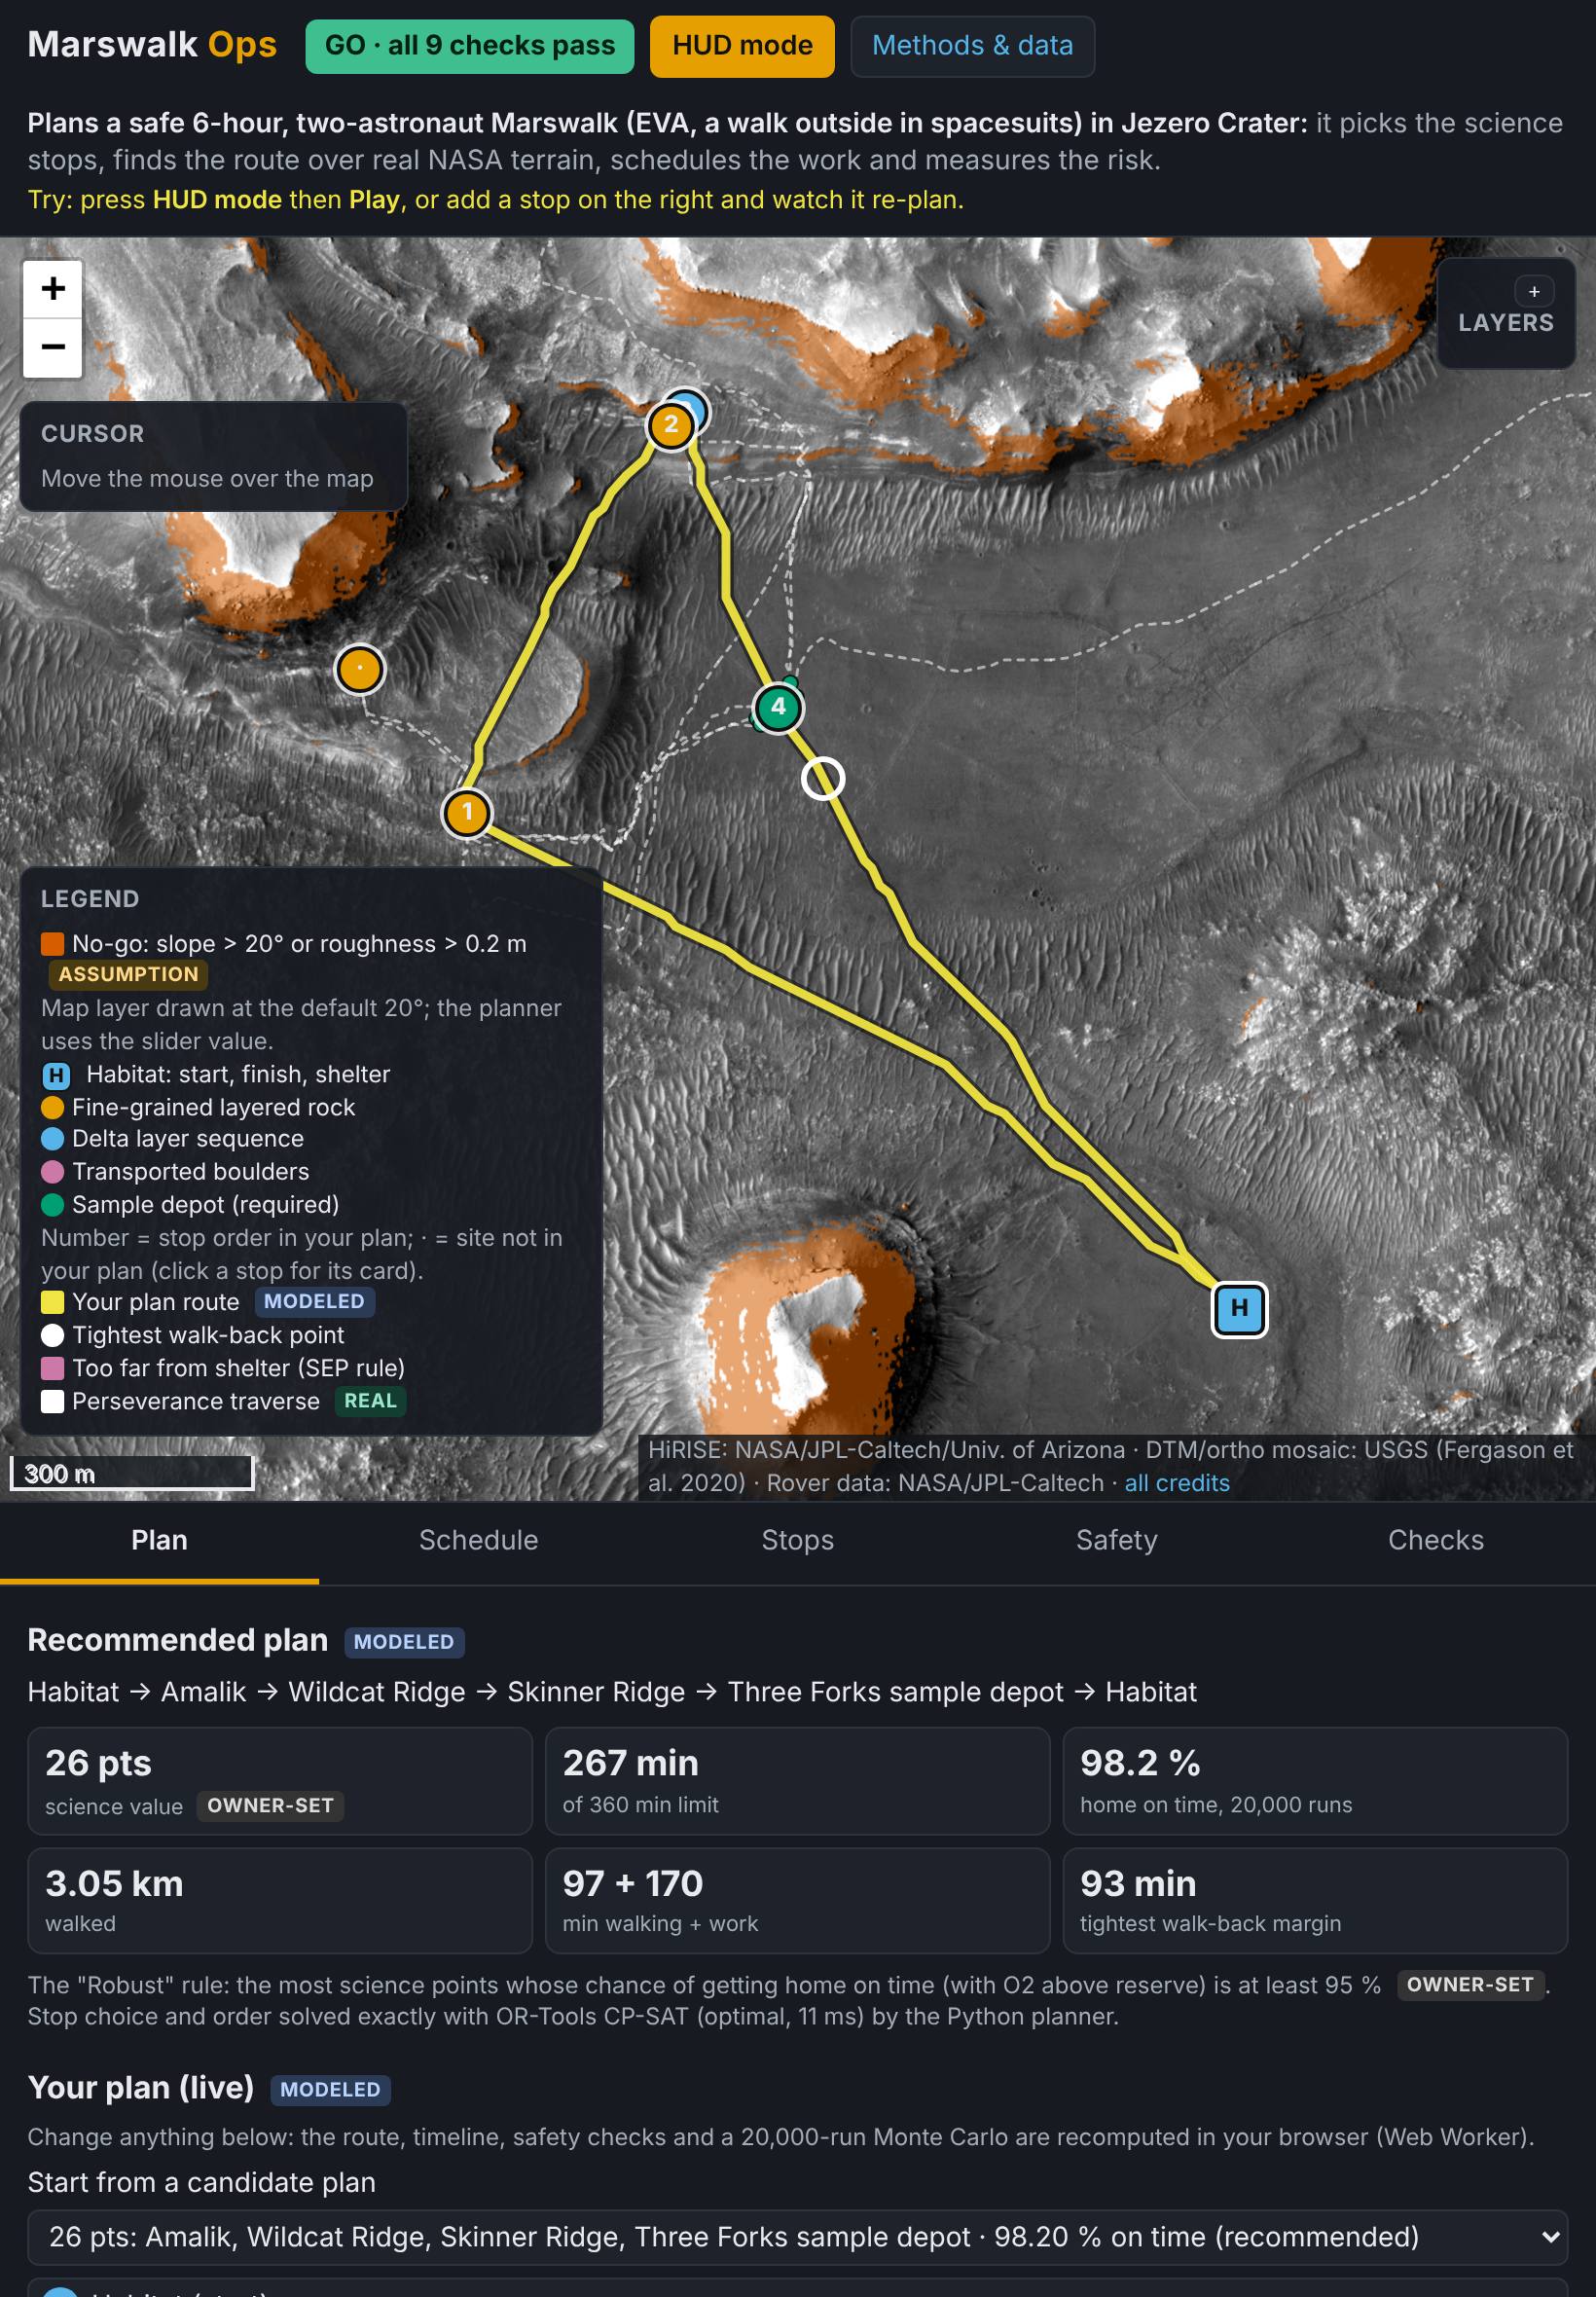 Marswalk Ops
GO · all 9 checks pass
HUD mode
Methods & data
Plans a safe 6-hour, two-astronaut Marswalk (EVA, a walk outside in spacesuits) in Jezero Crater: it picks the science
stops, finds the route over real NASA terrain, schedules the work and measures the risk.
Try: press HUD mode then Play, or add a stop on the right and watch it re-plan.
+
−
+
LAYERS
CURSOR
Move the mouse over the map
2
·
4
1
LEGEND
No-go: slope > 20° or roughness > 0.2 m
ASSUMPTION
Map layer drawn at the default 20°; the planner
uses the slider value.
H Habitat: start, finish, shelter
Fine-grained layered rock
Delta layer sequence
Transported boulders
Sample depot (required)
Number = stop order in your plan; · = site not in
your plan (click a stop for its card).
Your plan route MODELED
Tightest walk-back point
Too far from shelter (SEP rule)
Perseverance traverse REAL
H
300 m
HiRISE: NASA/JPL-Caltech/Univ. of Arizona · DTM/ortho mosaic: USGS (Fergason et
al. 2020) · Rover data: NASA/JPL-Caltech · all credits
Plan
Schedule
Stops
Safety
Checks
Recommended plan MODELED
Habitat → Amalik → Wildcat Ridge → Skinner Ridge → Three Forks sample depot → Habitat
26 pts
science value OWNER-SET
267 min
of 360 min limit
98.2 %
home on time, 20,000 runs
3.05 km
walked
97 + 170
min walking + work
93 min
tightest walk-back margin
The "Robust" rule: the most science points whose chance of getting home on time (with O2 above reserve) is at least 95 % OWNER-SET.
Stop choice and order solved exactly with OR-Tools CP-SAT (optimal, 11 ms) by the Python planner.
Your plan (live) MODELED
Change anything below: the route, timeline, safety checks and a 20,000-run Monte Carlo are recomputed in your browser (Web Worker).
Start from a candidate plan
26 pts: Amalik, Wildcat Ridge, Skinner Ridge, Three Forks sample depot · 98.20 % on time (recommended)